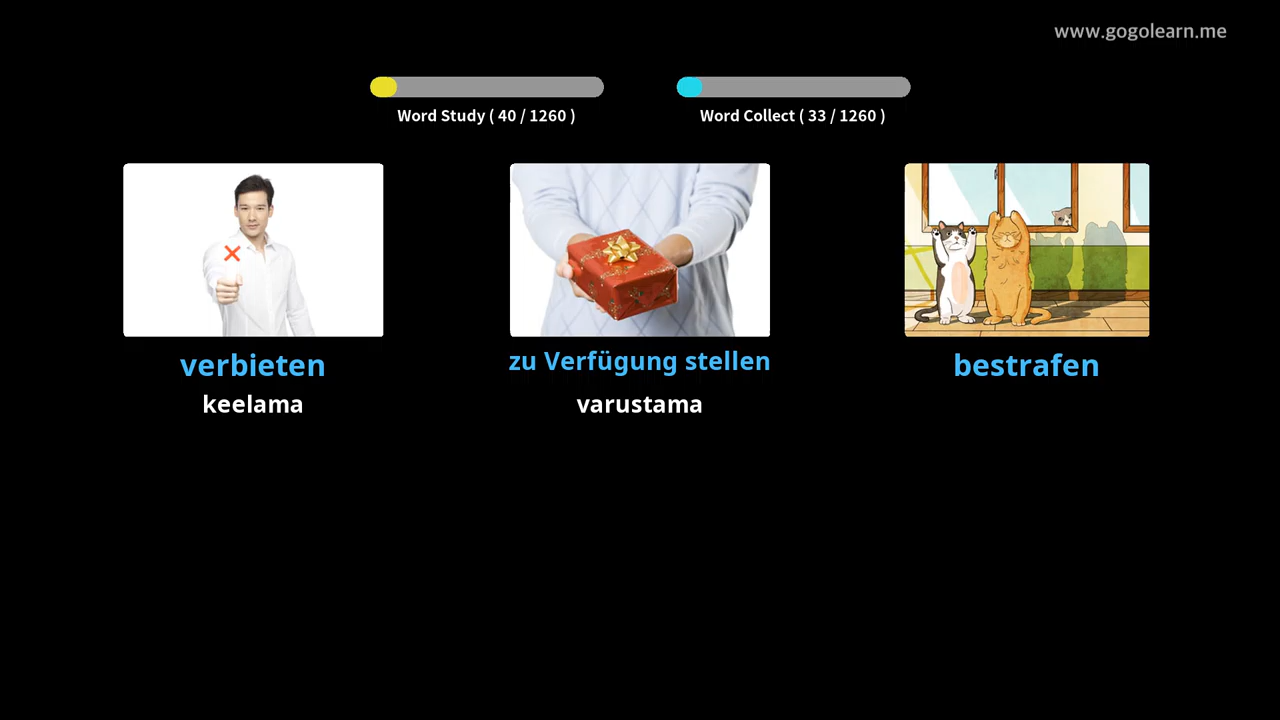 www.gogolearn.me
Word Study ( 40 / 1260 )
Word Collect ( 33 / 1260 )
verbieten
keelama
zu Verfügung stellen
varustama
bestrafen